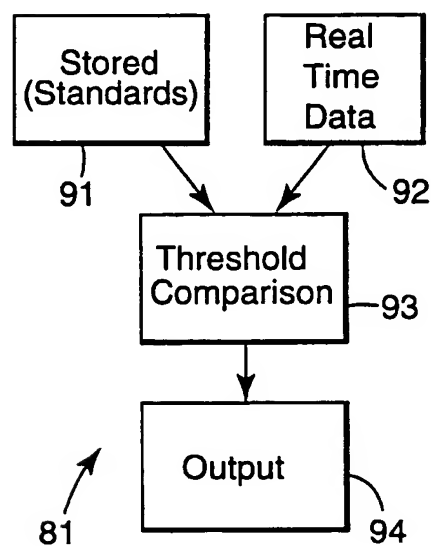 Stored
(Standards)
Real
Time
Data
91
92
Threshold
Comparison
93
Output
81
94